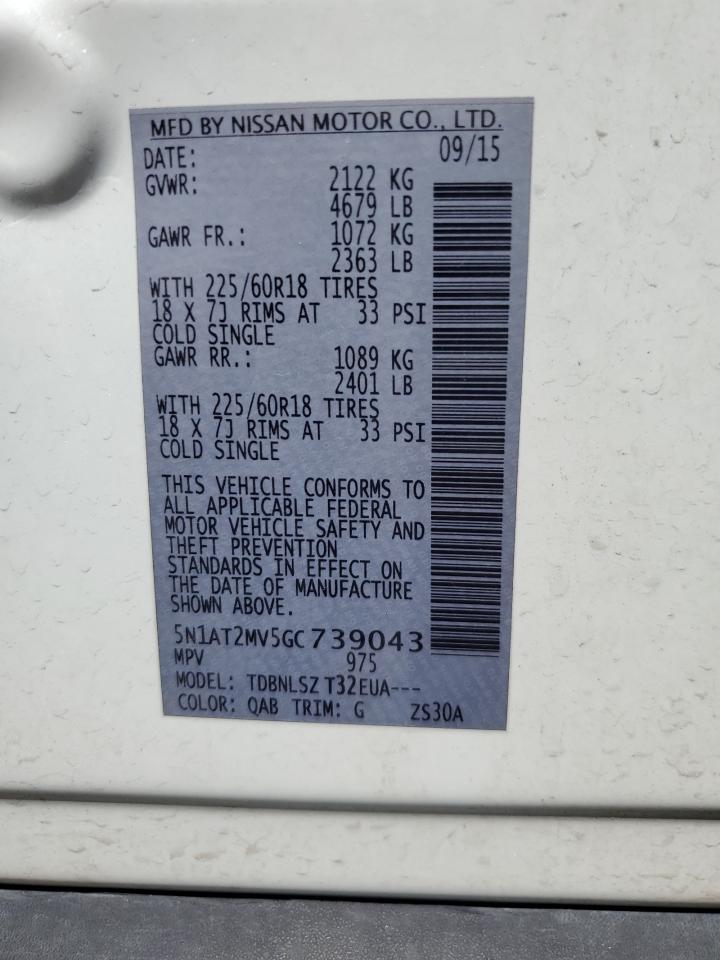 MFD BY NISSAN MOTOR CO., LTD.
DATE: 09/15
GVWR: 2122 KG
4679 LB
GAWR FR.: 1072 KG
2363 LB
WITH 225/60R18 TIRES
18 X 7J RIMS AT 33 PSI
COLD SINGLE
GAWR RR.: 1089 KG
2401 LB
WITH 225/60R18 TIRES
18 X 7J RIMS AT 33 PSI
COLD SINGLE
THIS VEHICLE CONFORMS TO
ALL APPLICABLE FEDERAL
MOTOR VEHICLE SAFETY AND
THEFT PREVENTION
STANDARDS IN EFFECT ON
THE DATE OF MANUFACTURE
SHOWN ABOVE.
5N1AT2MV5GC739043
MPV 975
MODEL: TDBNLSZ T32EUA---
COLOR: QAB TRIM: G ZS30A